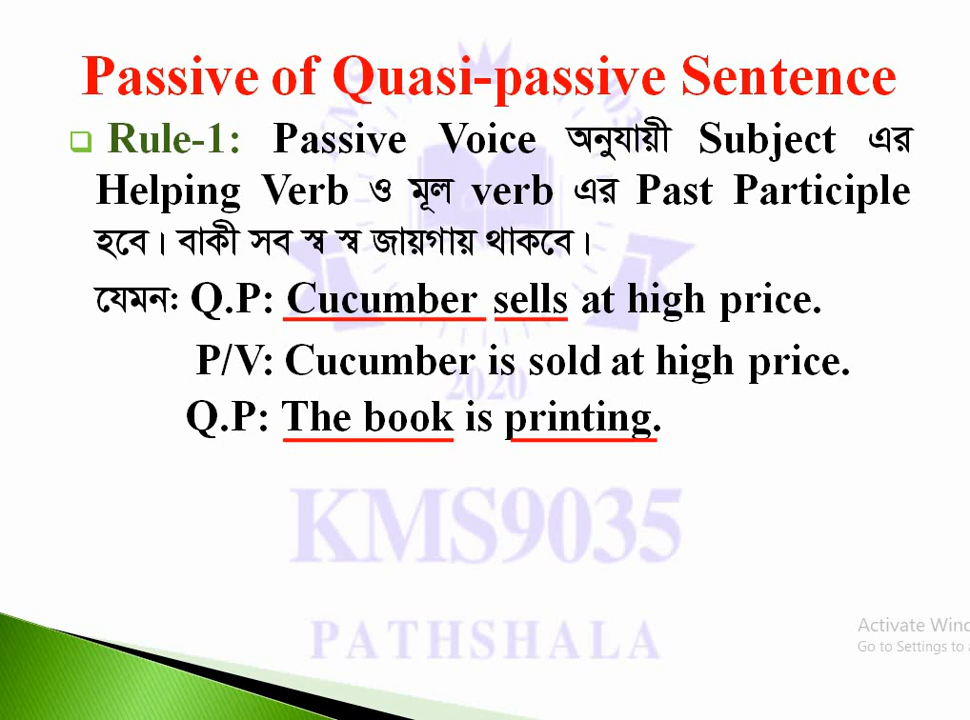 Passive of Quasi-passive Sentence
Rule-1: Passive Voice অনুযায়ী Subject এর
Helping Verb ও মূল verb এর Past Participle
হবে। বাকী সব স্ব স্ব জায়গায় থাকবে।
যেমনঃ Q.P: Cucumber sells at high price.
P/V: Cucumber is sold at high price.
2020
Q.P: The book is printing.
KMS9035
PATHSHALA
Activate Wind
Go to Settings to a